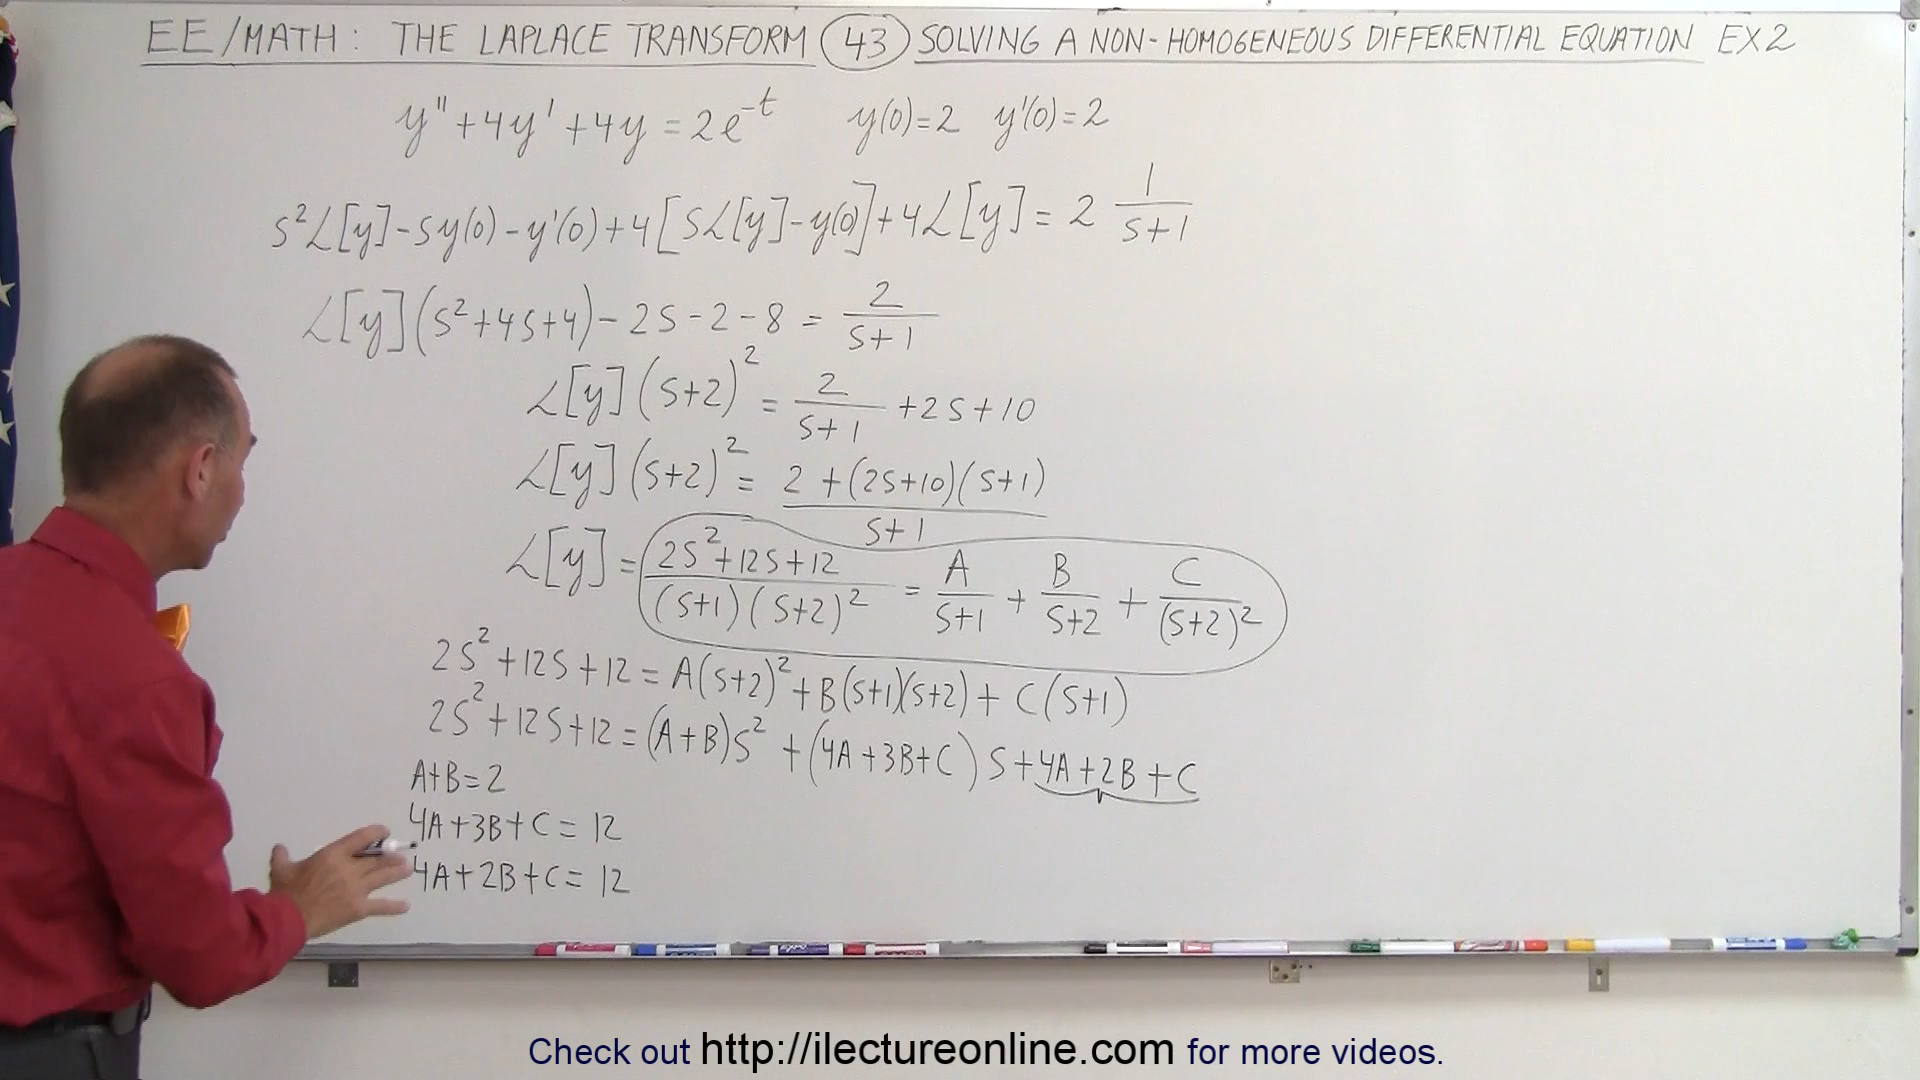 EE/MATH: THE LAPLACE TRANSFORM 43 SOLVING A NON-HOMOGENEOUS DIFFERENTIAL EQUATION EX 2
y" + 4y' + 4y = 2e^-t y(0)=2 y'(0)=2
s²ℒ[y] - sy(0) - y'(0) + 4[sℒ[y] - y(0)] + 4ℒ[y] = 2 1/(s+1)
ℒ[y](s²+4s+4) - 2s - 2 - 8 = 2/(s+1)
ℒ[y](s+2)² = 2/(s+1) + 2s + 10
ℒ[y](s+2)² = (2+(2s+10)(s+1))/(s+1)
ℒ[y] = (2s²+12s+12)/((s+1)(s+2)²) = A/(s+1) + B/(s+2) + C/(s+2)²
2s²+12s+12 = A(s+2)² + B(s+1)(s+2) + C(s+1)
2s²+12s+12 = (A+B)s² + (4A+3B+C)s + 4A+2B+C
A+B=2
4A+3B+C=12
4A+2B+C=12
Check out http://ilectureonline.com for more videos.